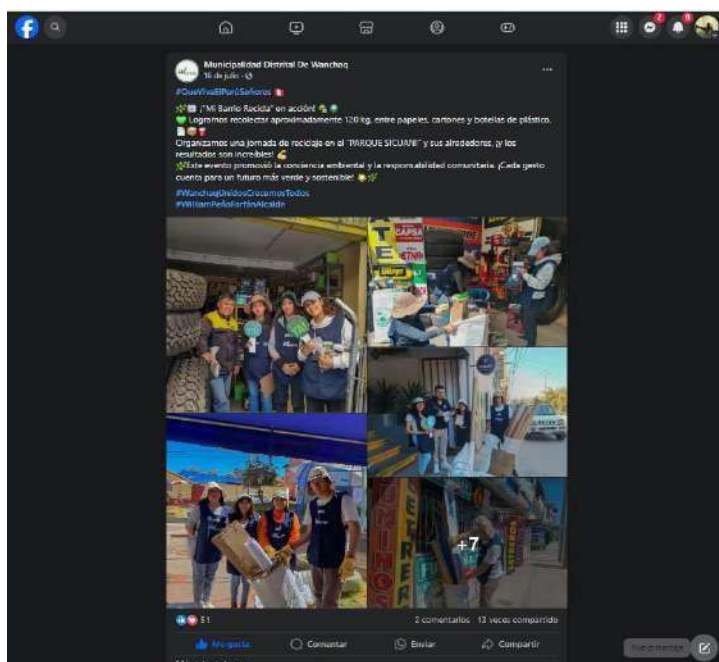 2
Municipalidad Distrital De Wanchaq
16 de julio
#QueVivaElPerúSeñores
¡"Mi Barrio Recicla" en acción!
Logramos recolectar aproximadamente 120 kg, entre papeles, cartones y botellas de plástico.
Organizamos una jornada de reciclaje en el "PARQUE SICUANI" y sus alrededores, ¡y los
resultados son increíbles!
Este evento promovió la conciencia ambiental y la responsabilidad comunitaria. ¡Cada gesto
cuenta para un futuro más verde y sostenible!
#WanchaqUnidosCrecemosTodos
#WilliamPeñaFarfánAlcalde
CAPSA
+7
51
2 comentarios
13 veces compartido
Me gusta
Comentar
Enviar
Compartir